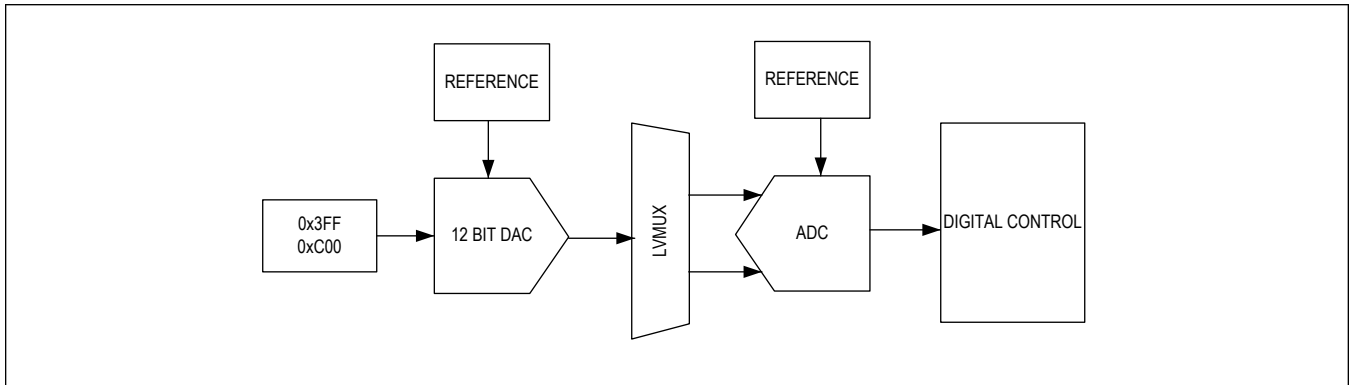 REFERENCE
REFERENCE
0x3FF
0xC00
12 BIT DAC
LVMUX
ADC
DIGITAL CONTROL